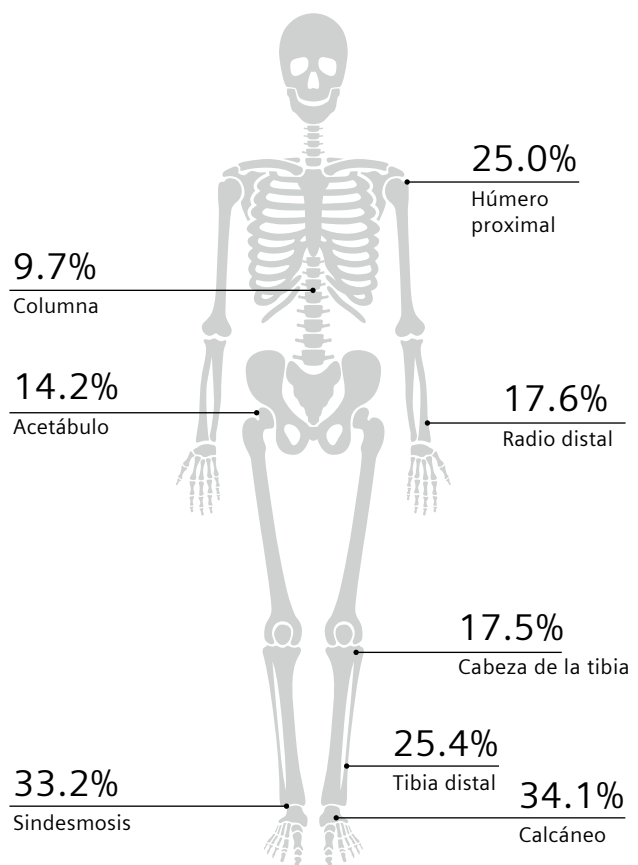 25.0%
Húmero
proximal
9.7%
Columna
14.2%
Acetábulo
17.6%
Radio distal
17.5%
Cabeza de la tibia
25.4%
Tibia distal
33.2%
Sindesmosis
34.1%
Calcáneo